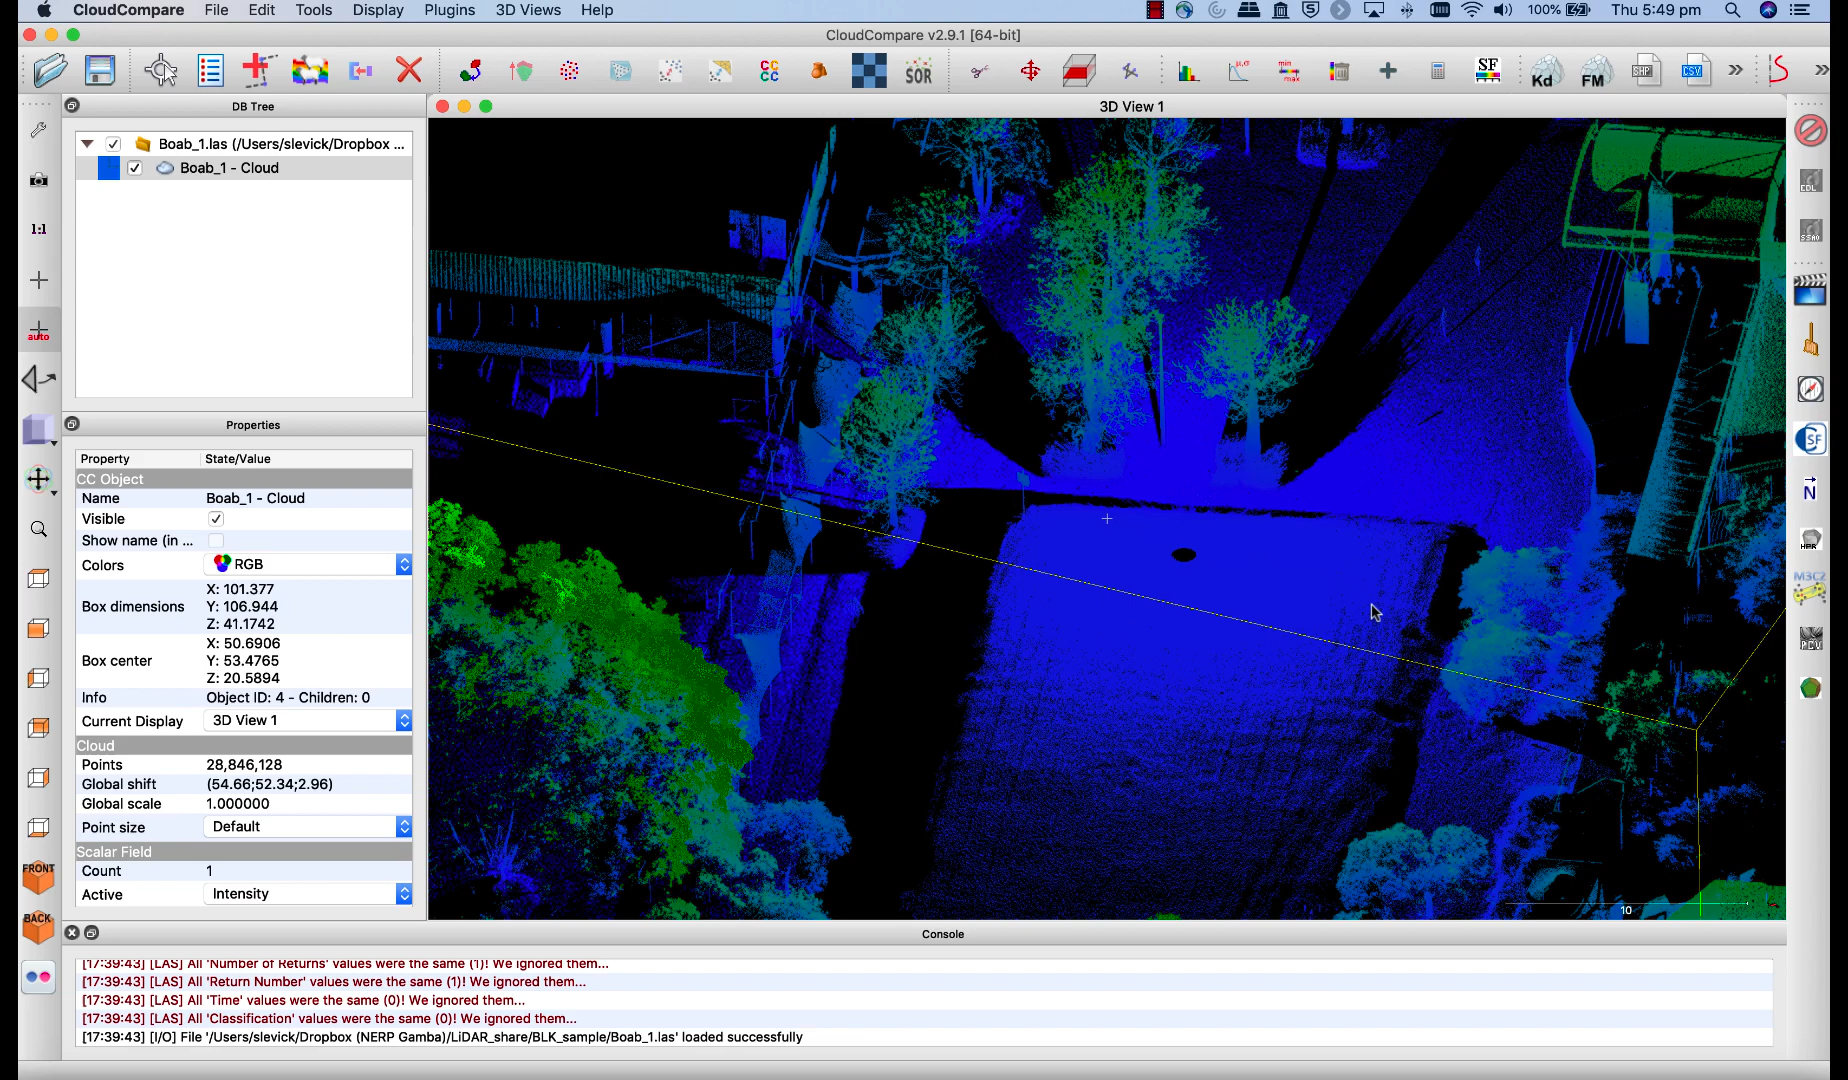 CloudCompare File Edit Tools Display Plugins 3D Views Help 100% Thu 5:49 pm
CloudCompare v2.9.1 [64-bit]
SOR SF Kd FM SHP CSV
DB Tree
3D View 1
Boab_1.las (/Users/slevick/Dropbox ...
Boab_1 - Cloud
1:1
auto
Properties
Property State/Value
CC Object
Name Boab_1 - Cloud
Visible
Show name (in ...
Colors RGB
Box dimensions X: 101.377
Y: 106.944
Z: 41.1742
Box center X: 50.6906
Y: 53.4765
Z: 20.5894
Info Object ID: 4 - Children: 0
Current Display 3D View 1
Cloud
Points 28,846,128
Global shift (54.66;52.34;2.96)
Global scale 1.000000
Point size Default
Scalar Field
Count 1
Active Intensity
FRONT
BACK
EDL
SSAO
CSF
N
HPR
M3C2
PCV
10
Console
[17:39:43] [LAS] All 'Number of Returns' values were the same (1)! We ignored them...
[17:39:43] [LAS] All 'Return Number' values were the same (1)! We ignored them...
[17:39:43] [LAS] All 'Time' values were the same (0)! We ignored them...
[17:39:43] [LAS] All 'Classification' values were the same (0)! We ignored them...
[17:39:43] [I/O] File '/Users/slevick/Dropbox (NERP Gamba)/LiDAR_share/BLK_sample/Boab_1.las' loaded successfully